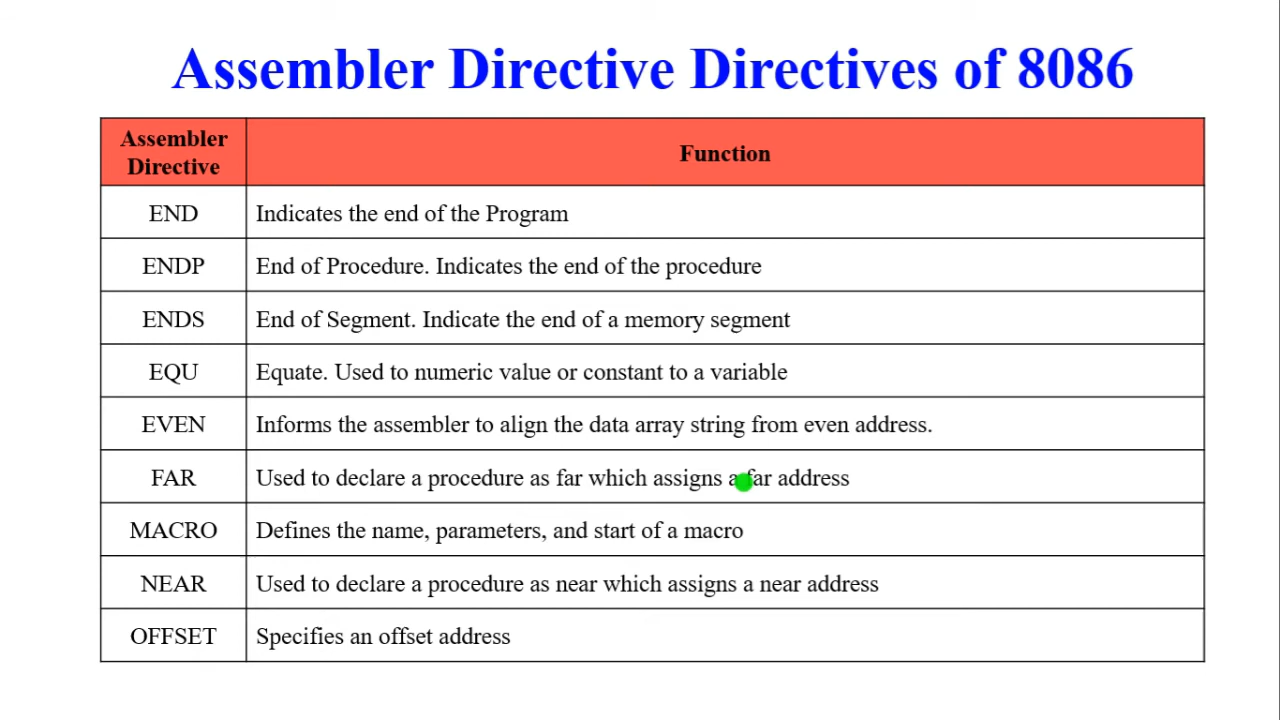 Assembler Directive Directives of 8086
Assembler
Directive
Function
END
Indicates the end of the Program
ENDP
End of Procedure. Indicates the end of the procedure
ENDS
End of Segment. Indicate the end of a memory segment
EQU
Equate. Used to numeric value or constant to a variable
EVEN
Informs the assembler to align the data array string from even address.
FAR
Used to declare a procedure as far which assigns a far address
MACRO
Defines the name, parameters, and start of a macro
NEAR
Used to declare a procedure as near which assigns a near address
OFFSET
Specifies an offset address